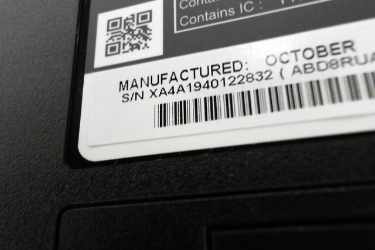 Contains IC :
MANUFACTURED: OCTOBER
S/N XA4A1940122832 ( ABD8RUA